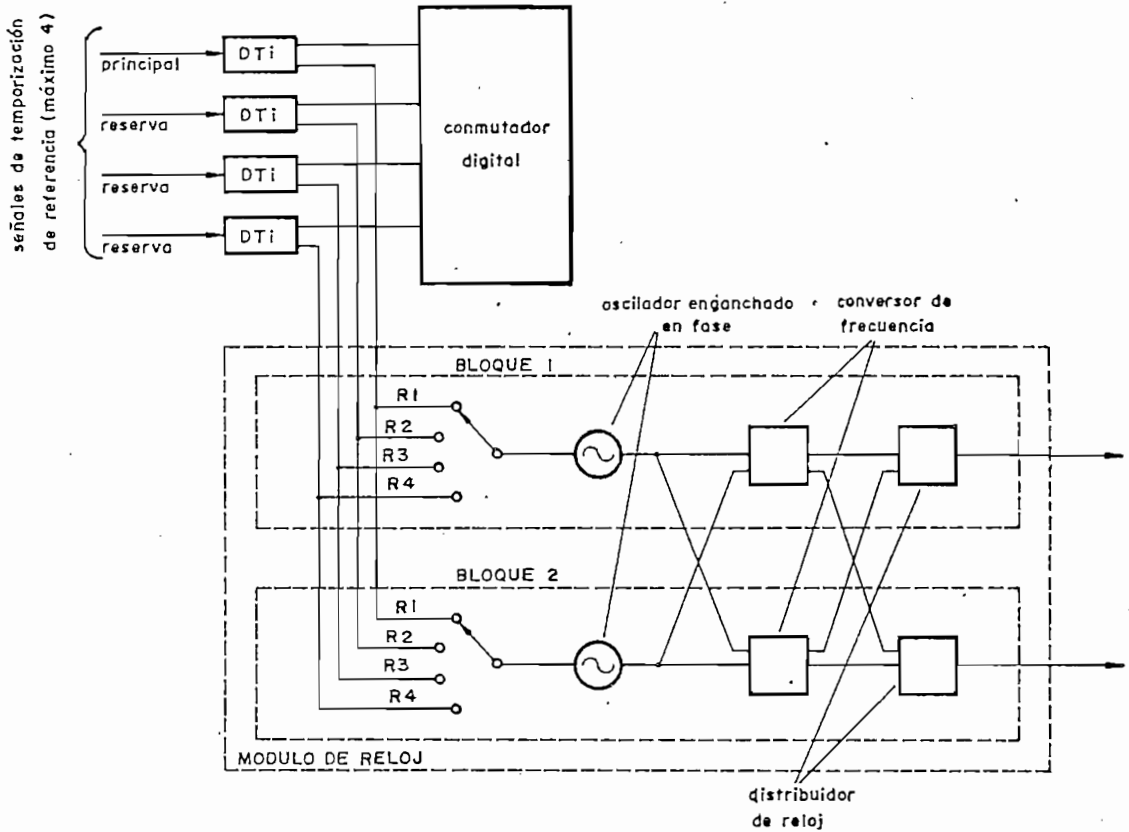 señales de temporización
de referencia (máximo 4)
principal
reserva
reserva
reserva
DTi
DTi
DTi
DTi
conmutador
digital
oscilador enganchado
en fase
conversor de
frecuencia
BLOQUE 1
R1
R2
R3
R4
BLOQUE 2
R1
R2
R3
R4
MODULO DE RELOJ
distribuidor
de reloj